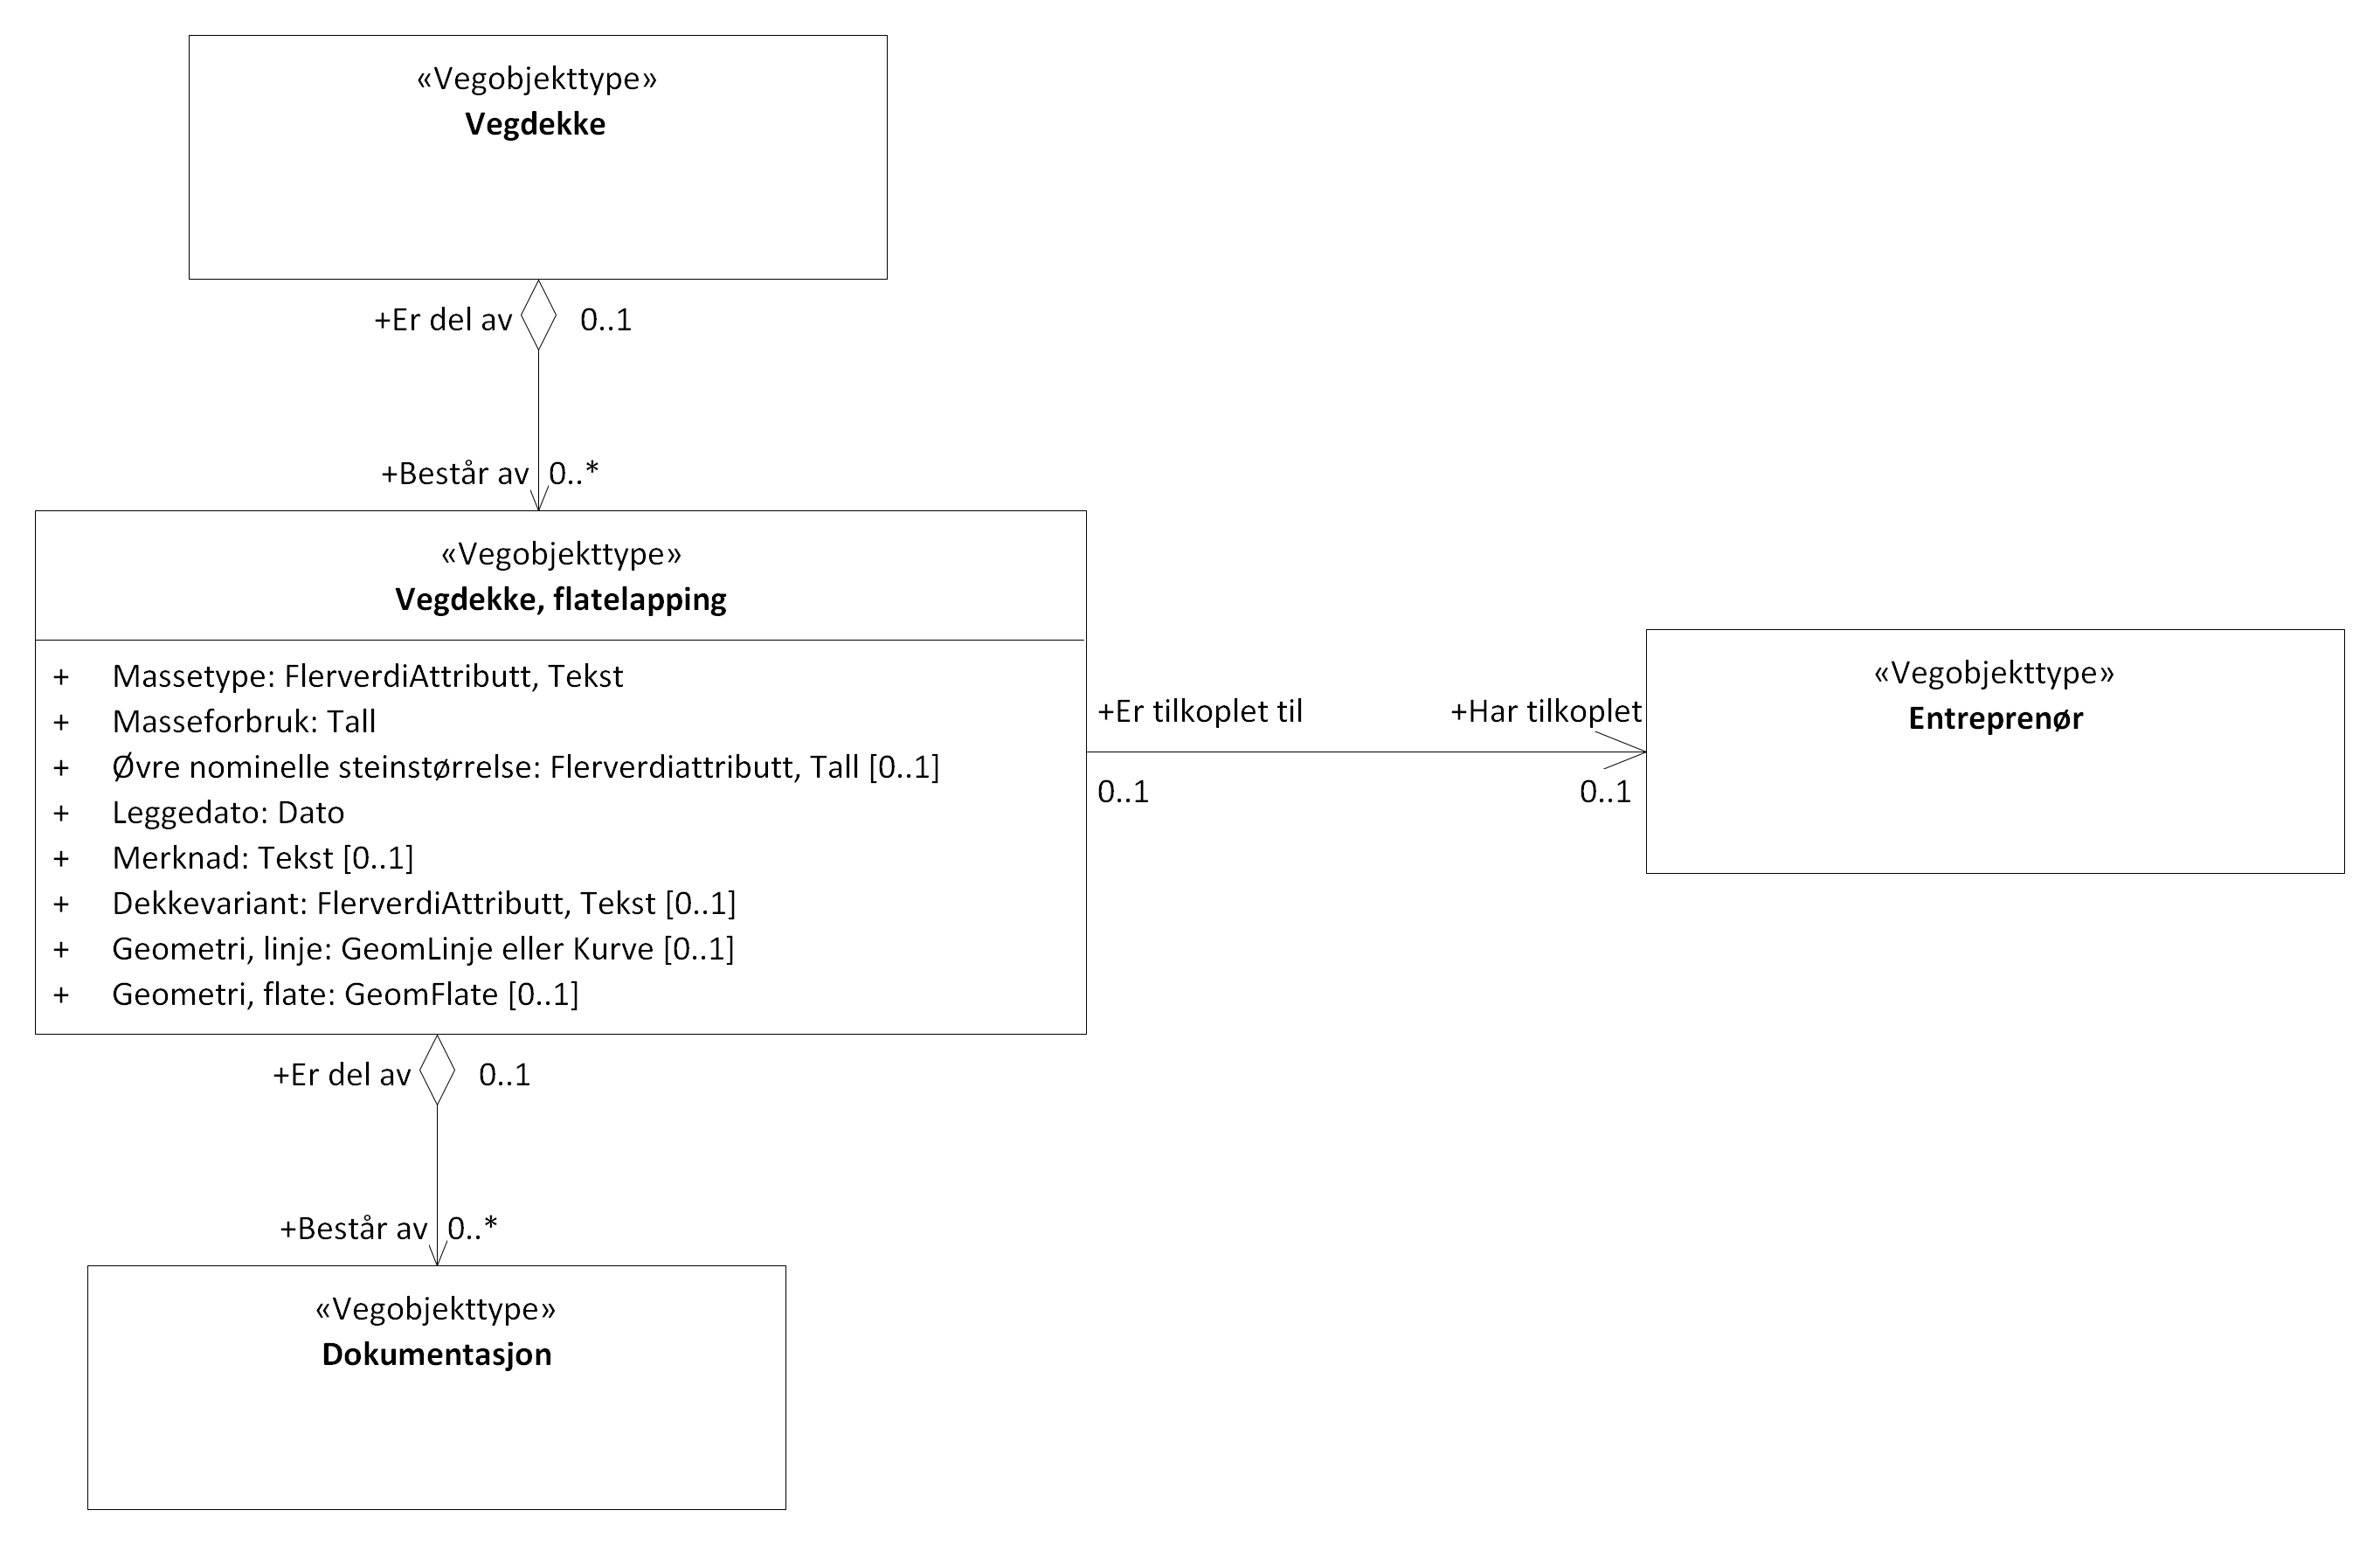 «Vegobjekttype»
Vegdekke
+Er del av 0..1
+Består av 0..*
«Vegobjekttype»
Vegdekke, flatelapping
+ Massetype: FlerverdiAttributt, Tekst
+ Masseforbruk: Tall
+ Øvre nominelle steinstørrelse: Flerverdiattributt, Tall [0..1]
+ Leggedato: Dato
+ Merknad: Tekst [0..1]
+ Dekkevariant: FlerverdiAttributt, Tekst [0..1]
+ Geometri, linje: GeomLinje eller Kurve [0..1]
+ Geometri, flate: GeomFlate [0..1]
+Er tilkoplet til +Har tilkoplet
0..1 0..1
«Vegobjekttype»
Entreprenør
+Er del av 0..1
+Består av 0..*
«Vegobjekttype»
Dokumentasjon